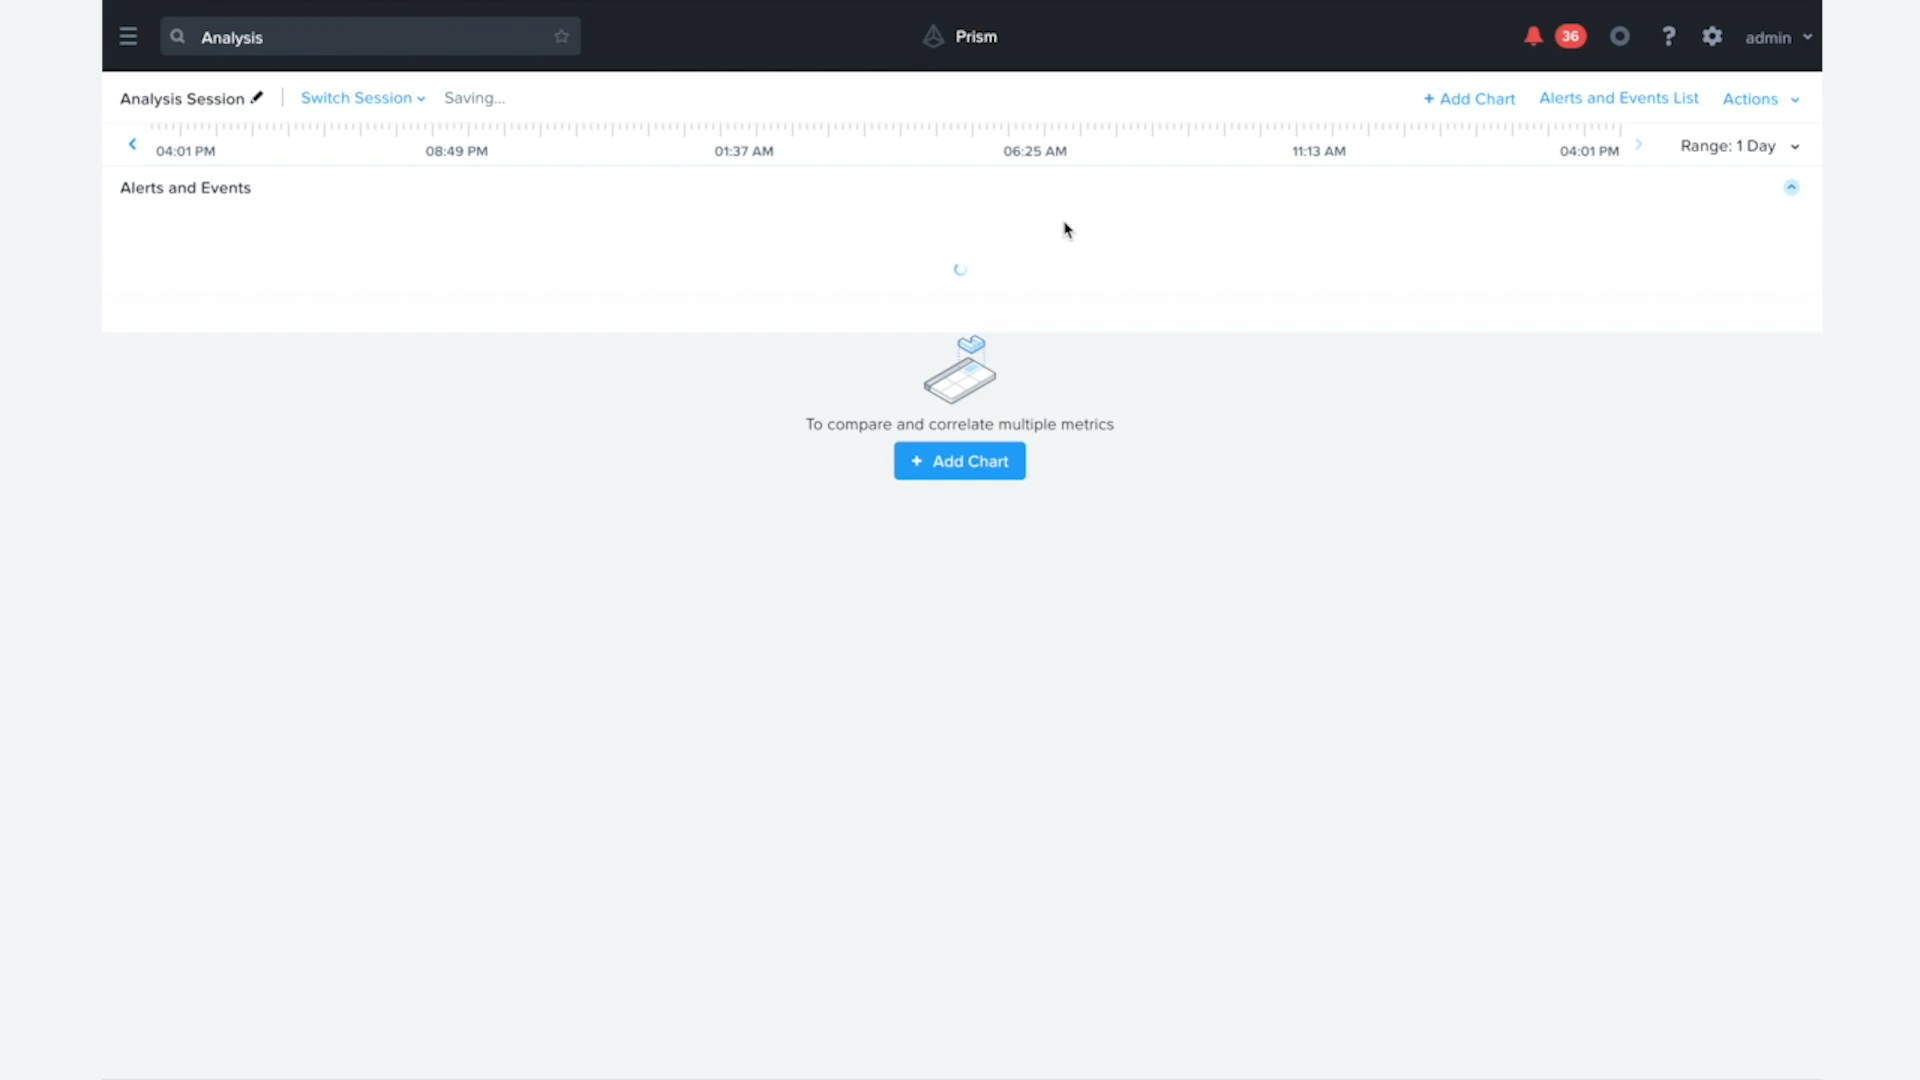 Analysis
Prism
36
?
admin
Analysis Session
Switch Session
Saving...
+ Add Chart
Alerts and Events List
Actions
04:01 PM
08:49 PM
01:37 AM
06:25 AM
11:13 AM
04:01 PM
Range: 1 Day
Alerts and Events
To compare and correlate multiple metrics
+ Add Chart